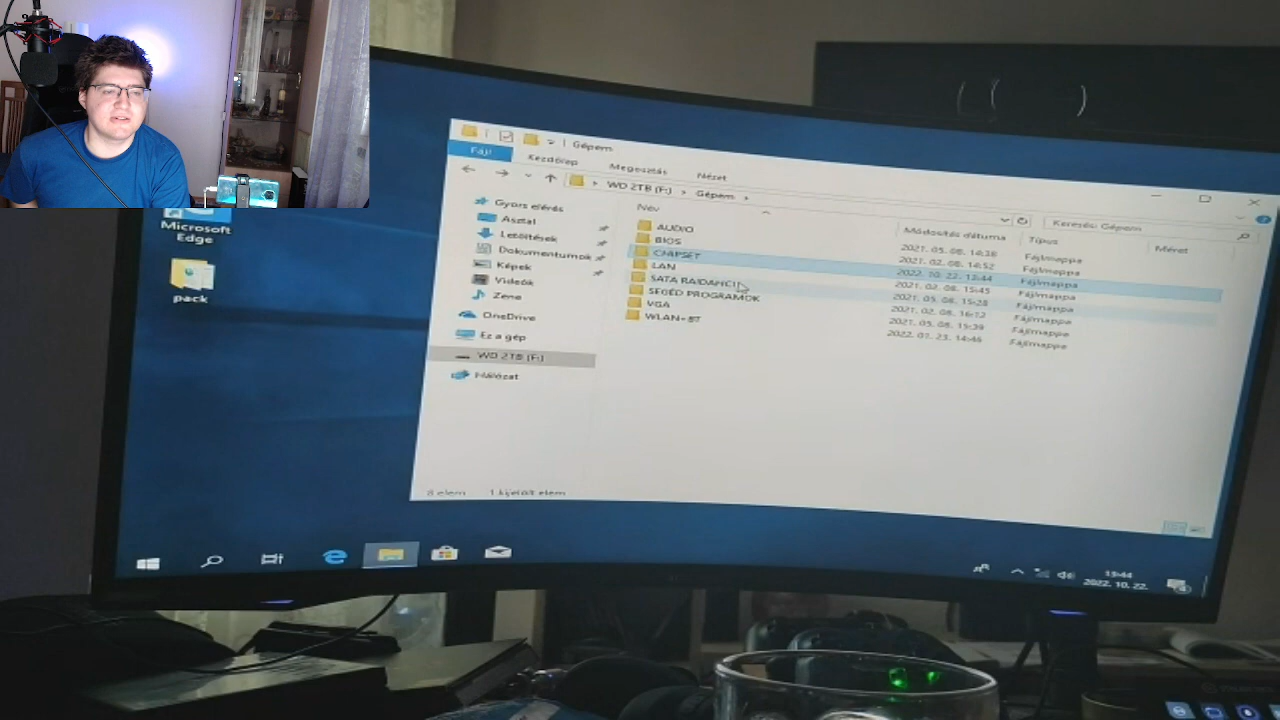 Gépem
Fájl
Kezdőlap
Megosztás
Nézet
WD 2TB (F:) › Gépem ›
Keresés: Gépem
Név
Módosítás dátuma
Típus
Méret
Gyors elérés
Asztal
Letöltések
Dokumentumok
Képek
Videók
Zene
OneDrive
Ez a gép
WD 2TB (F:)
Hálózat
AUDIO 2021. 05. 08. 14:38 Fájlmappa
BIOS 2021. 02. 08. 14:52 Fájlmappa
CHIPSET 2022. 10. 22. 13:44 Fájlmappa
LAN 2021. 02. 08. 15:45 Fájlmappa
SATA RAIDAHCI 2021. 05. 08. 15:28 Fájlmappa
SEGÉD PROGRAMOK 2021. 02. 08. 16:12 Fájlmappa
VGA 2021. 05. 08. 15:39 Fájlmappa
WLAN+BT 2022. 01. 23. 14:46 Fájlmappa
8 elem
1 kijelölt elem
Microsoft
Edge
pack
13:44
2022. 10. 22.